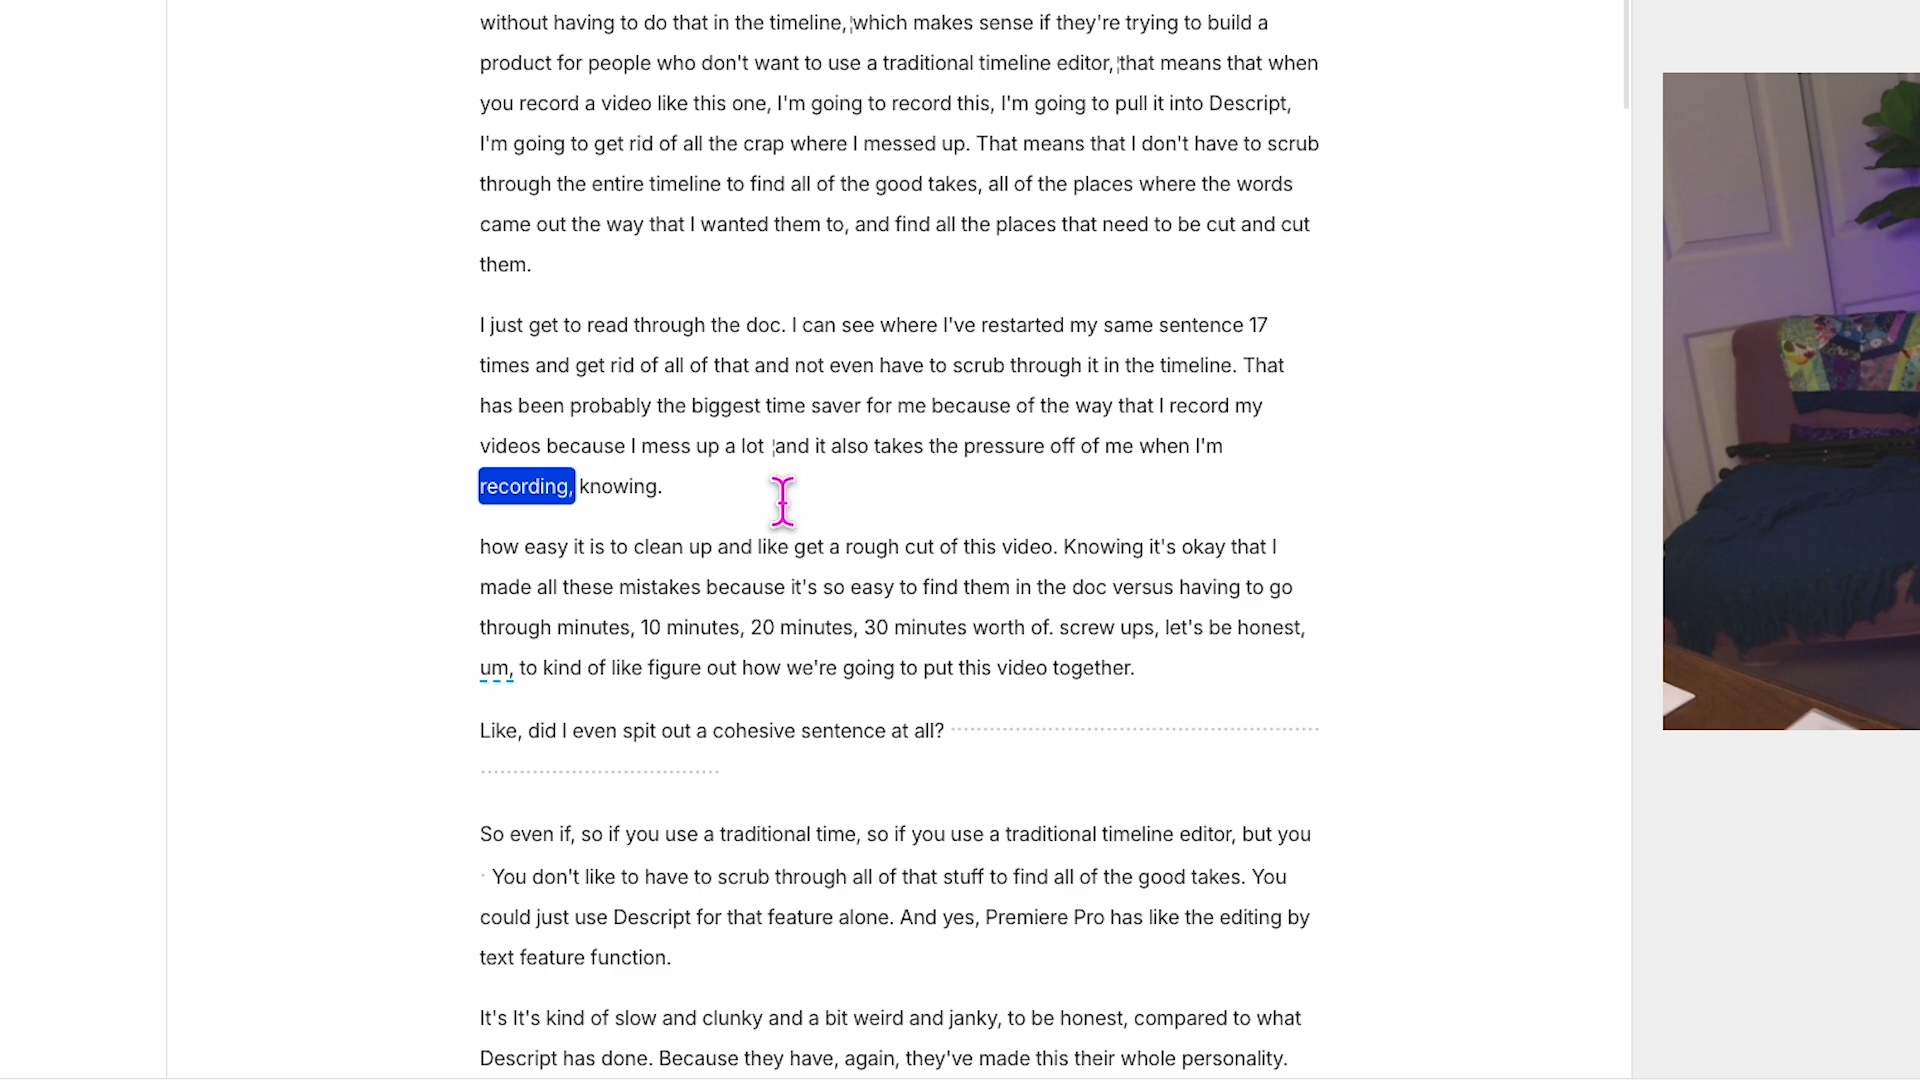 without having to do that in the timeline, which makes sense if they're trying to build a
product for people who don't want to use a traditional timeline editor, that means that when
you record a video like this one, I'm going to record this, I'm going to pull it into Descript,
I'm going to get rid of all the crap where I messed up. That means that I don't have to scrub
through the entire timeline to find all of the good takes, all of the places where the words
came out the way that I wanted them to, and find all the places that need to be cut and cut
them.
I just get to read through the doc. I can see where I've restarted my same sentence 17
times and get rid of all of that and not even have to scrub through it in the timeline. That
has been probably the biggest time saver for me because of the way that I record my
videos because I mess up a lot and it also takes the pressure off of me when I'm
recording, knowing.
how easy it is to clean up and like get a rough cut of this video. Knowing it's okay that I
made all these mistakes because it's so easy to find them in the doc versus having to go
through minutes, 10 minutes, 20 minutes, 30 minutes worth of. screw ups, let's be honest,
um, to kind of like figure out how we're going to put this video together.
Like, did I even spit out a cohesive sentence at all?
So even if, so if you use a traditional time, so if you use a traditional timeline editor, but you
You don't like to have to scrub through all of that stuff to find all of the good takes. You
could just use Descript for that feature alone. And yes, Premiere Pro has like the editing by
text feature function.
It's It's kind of slow and clunky and a bit weird and janky, to be honest, compared to what
Descript has done. Because they have, again, they've made this their whole personality.